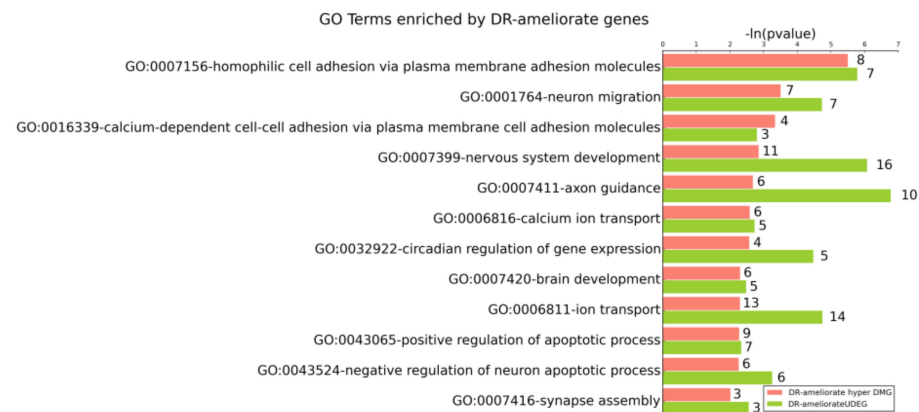 GO Terms enriched by DR-ameliorate genes
-ln(pvalue)
0 1 2 3 4 5 6 7
GO:0007156-homophilic cell adhesion via plasma membrane adhesion molecules 8
7
GO:0001764-neuron migration 7
7
GO:0016339-calcium-dependent cell-cell adhesion via plasma membrane cell adhesion molecules 4
3
GO:0007399-nervous system development 11
16
GO:0007411-axon guidance 6
10
GO:0006816-calcium ion transport 6
5
GO:0032922-circadian regulation of gene expression 4
5
GO:0007420-brain development 6
5
GO:0006811-ion transport 13
14
GO:0043065-positive regulation of apoptotic process 9
7
GO:0043524-negative regulation of neuron apoptotic process 6
6
GO:0007416-synapse assembly 3
3
DR-ameliorate hyper DMG
DR-ameliorateUDEG